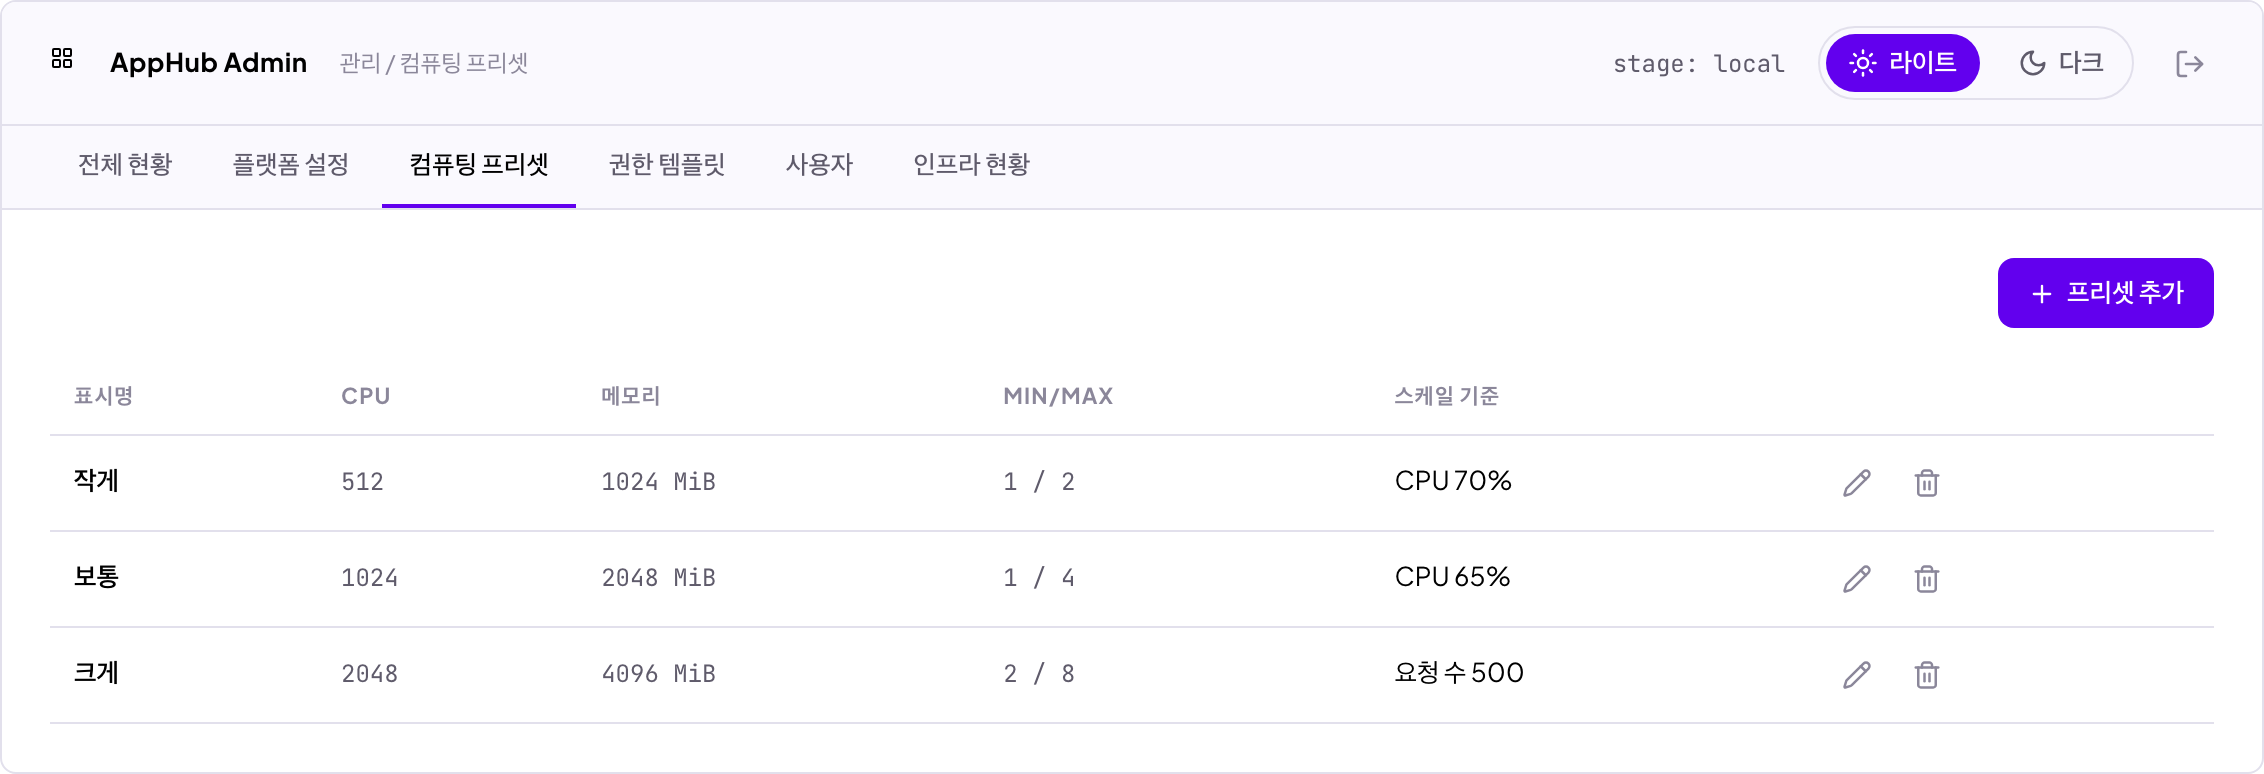 AppHub Admin 관리 / 컴퓨팅 프리셋 stage: local 라이트 다크
전체 현황 플랫폼 설정 컴퓨팅 프리셋 권한 템플릿 사용자 인프라 현황
+ 프리셋 추가
표시명 CPU 메모리 MIN/MAX 스케일 기준
작게 512 1024 MiB 1 / 2 CPU 70%
보통 1024 2048 MiB 1 / 4 CPU 65%
크게 2048 4096 MiB 2 / 8 요청 수 500